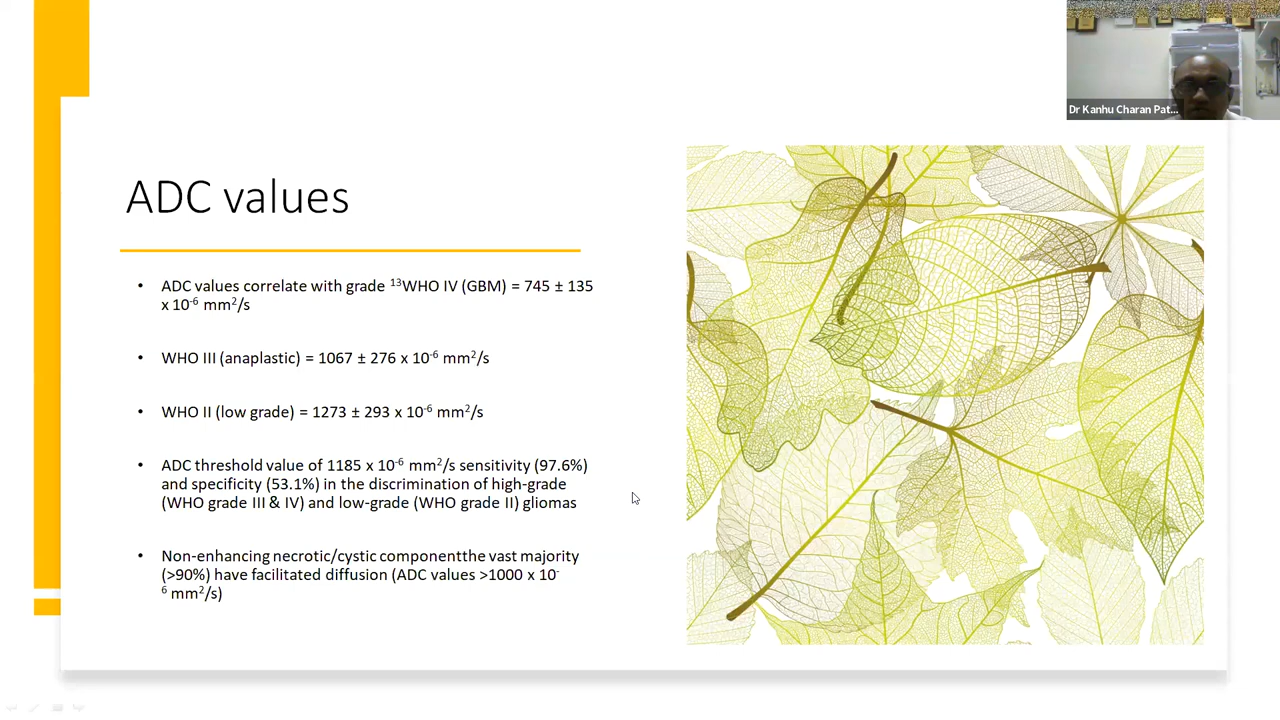 Dr Kanhu Charan Pat...
ADC values
• ADC values correlate with grade ¹³WHO IV (GBM) = 745 ± 135
x 10⁻⁶ mm²/s
• WHO III (anaplastic) = 1067 ± 276 x 10⁻⁶ mm²/s
• WHO II (low grade) = 1273 ± 293 x 10⁻⁶ mm²/s
• ADC threshold value of 1185 x 10⁻⁶ mm²/s sensitivity (97.6%)
and specificity (53.1%) in the discrimination of high-grade
(WHO grade III & IV) and low-grade (WHO grade II) gliomas
• Non-enhancing necrotic/cystic componentthe vast majority
(>90%) have facilitated diffusion (ADC values >1000 x 10⁻
⁶ mm²/s)